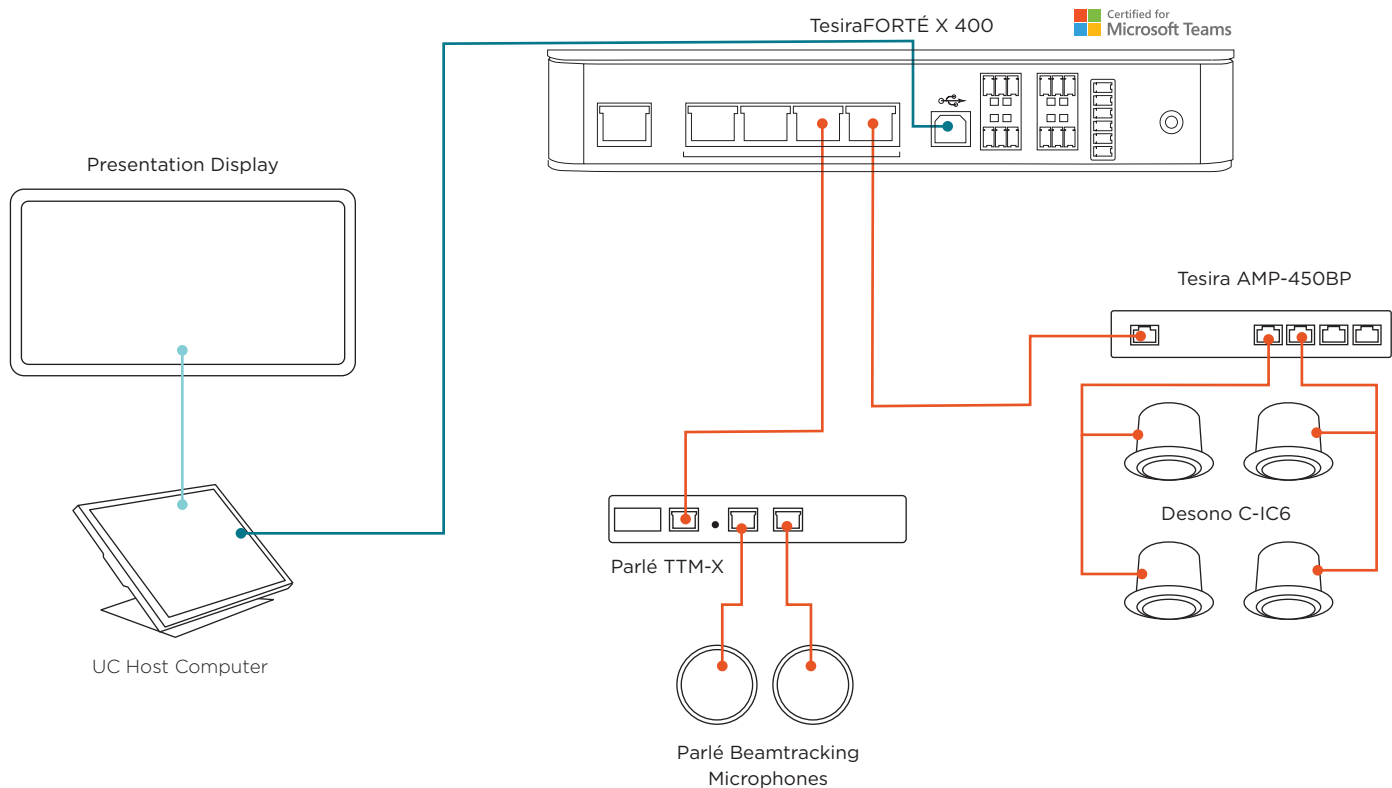 TesiraFORTÉ X 400
Certified for
Microsoft Teams
Presentation Display
Tesira AMP-450BP
Desono C-IC6
Parlé TTM-X
UC Host Computer
Parlé Beamtracking
Microphones